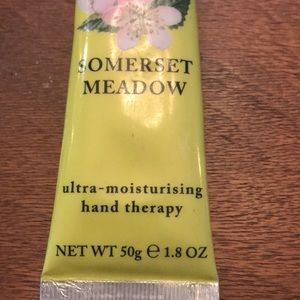 SOMERSET
MEADOW
ultra-moisturising
hand therapy
NET WT 50g ℮ 1.8 OZ